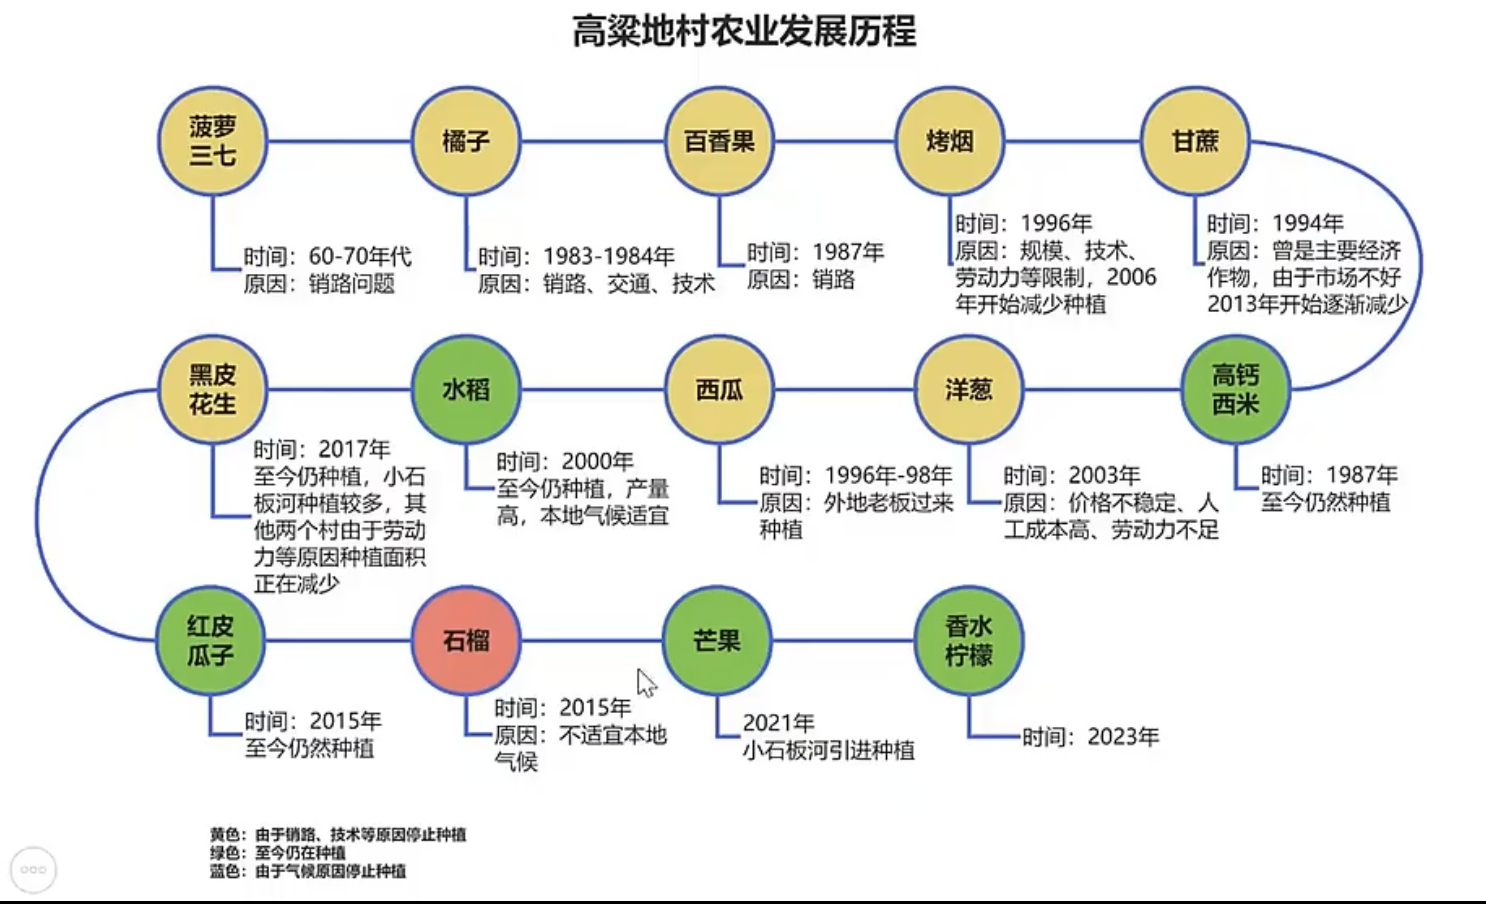 高粱地村农业发展历程
菠萝
三七
橘子
百香果
烤烟
甘蔗
时间：60-70年代
原因：销路问题
时间：1983-1984年
原因：销路、交通、技术
时间：1987年
原因：销路
时间：1996年
原因：规模、技术、
劳动力等限制，2006
年开始减少种植
时间：1994年
原因：曾是主要经济
作物，由于市场不好
2013年开始逐渐减少
黑皮
花生
水稻
西瓜
洋葱
高钙
西米
时间：2017年
至今仍种植，小石
板河种植较多，其
他两个村由于劳动
力等原因种植面积
正在减少
时间：2000年
至今仍种植，产量
高，本地气候适宜
时间：1996年-98年
原因：外地老板过来
种植
时间：2003年
原因：价格不稳定、人
工成本高、劳动力不足
时间：1987年
至今仍然种植
红皮
瓜子
石榴
芒果
香水
柠檬
时间：2015年
至今仍然种植
时间：2015年
原因：不适宜本地
气候
2021年
小石板河引进种植
时间：2023年
黄色：由于销路、技术等原因停止种植
绿色：至今仍在种植
蓝色：由于气候原因停止种植